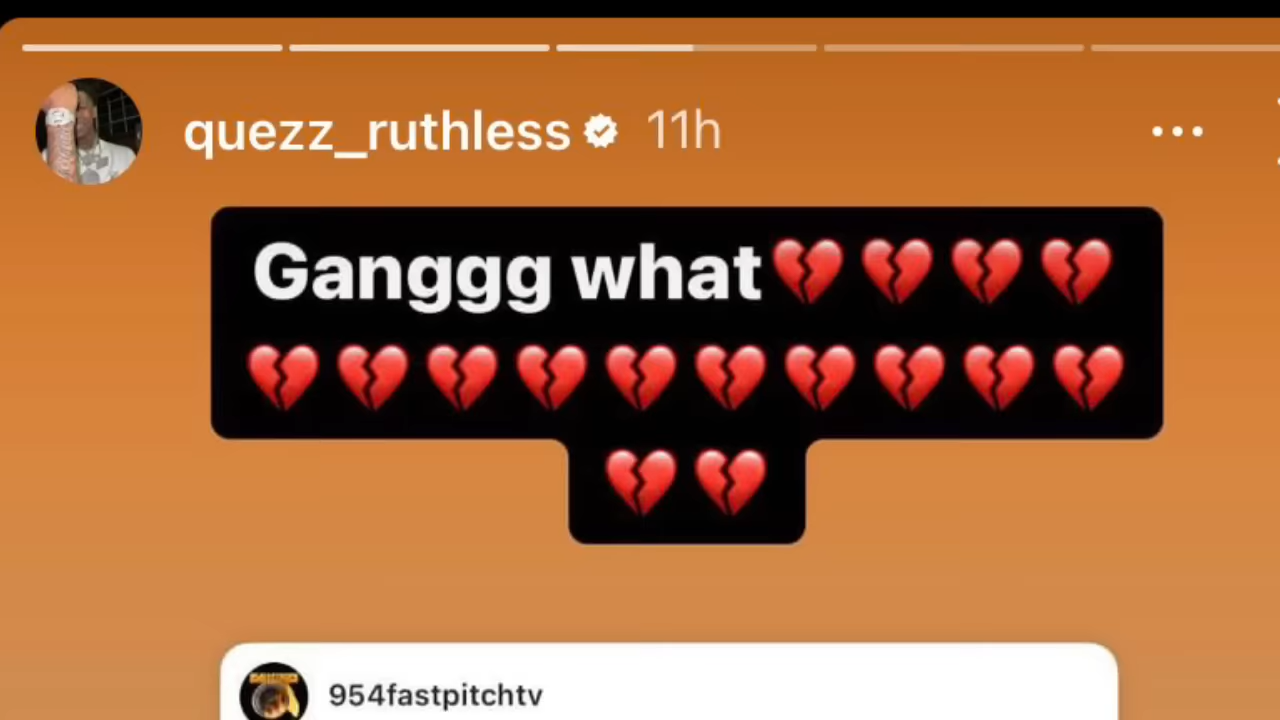 quezz_ruthless 11h
Ganggg what💔💔💔💔
💔💔💔💔💔💔💔💔💔💔
💔💔
954fastpitchtv